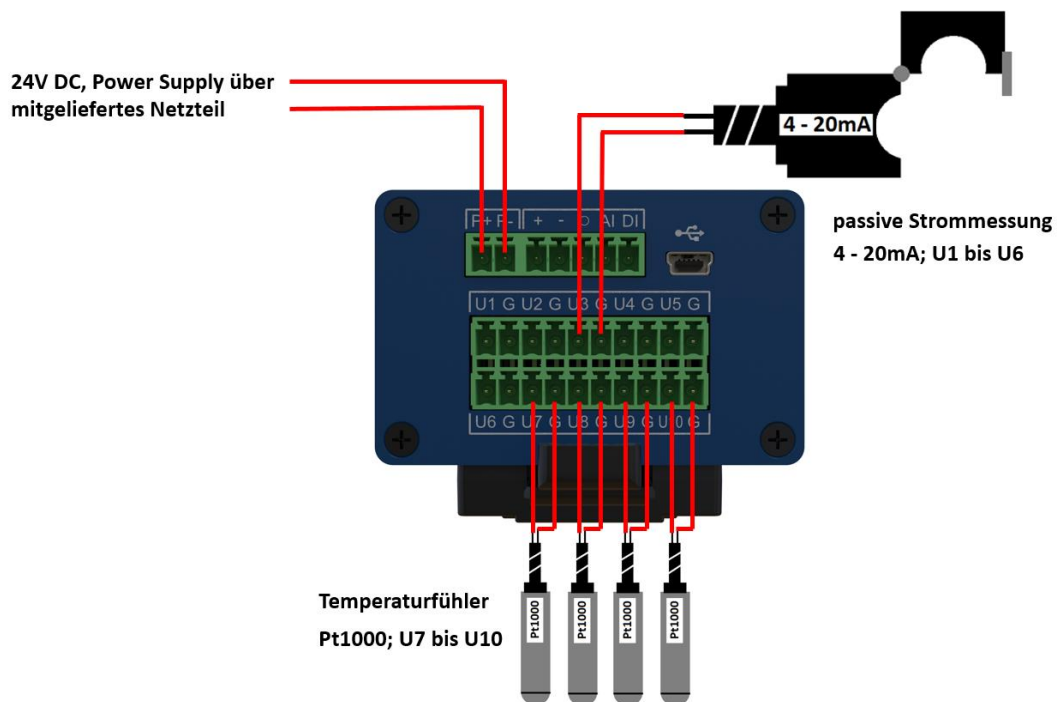 24V DC, Power Supply über
mitgeliefertes Netzteil
4 - 20mA
passive Strommessung
4 - 20mA; U1 bis U6
P+ P- + - O AI DI
U1 G U2 G U3 G U4 G U5 G
U6 G U7 G U8 G U9 G U10 G
Temperaturfühler
Pt1000; U7 bis U10
Pt1000 Pt1000 Pt1000 Pt1000